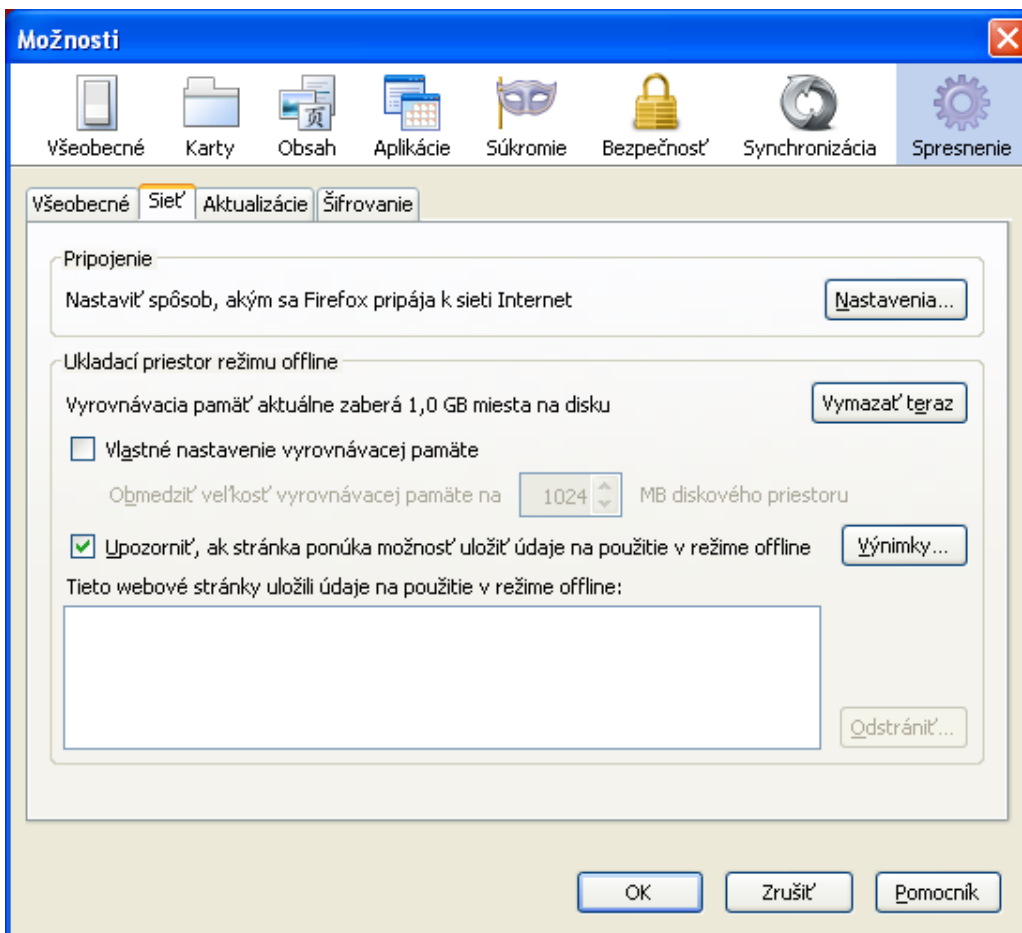 Možnosti
Všeobecné Karty Obsah Aplikácie Súkromie Bezpečnosť Synchronizácia Spresnenie
Všeobecné Sieť Aktualizácie Šifrovanie
Pripojenie
Nastaviť spôsob, akým sa Firefox pripája k sieti Internet Nastavenia...
Ukladací priestor režimu offline
Vyrovnávacia pamäť aktuálne zaberá 1,0 GB miesta na disku Vymazať teraz
Vlastné nastavenie vyrovnávacej pamäte
Obmedziť veľkosť vyrovnávacej pamäte na 1024 MB diskového priestoru
Upozorniť, ak stránka ponúka možnosť uložiť údaje na použitie v režime offline Výnimky...
Tieto webové stránky uložili údaje na použitie v režime offline:
Odstrániť...
OK Zrušiť Pomocník